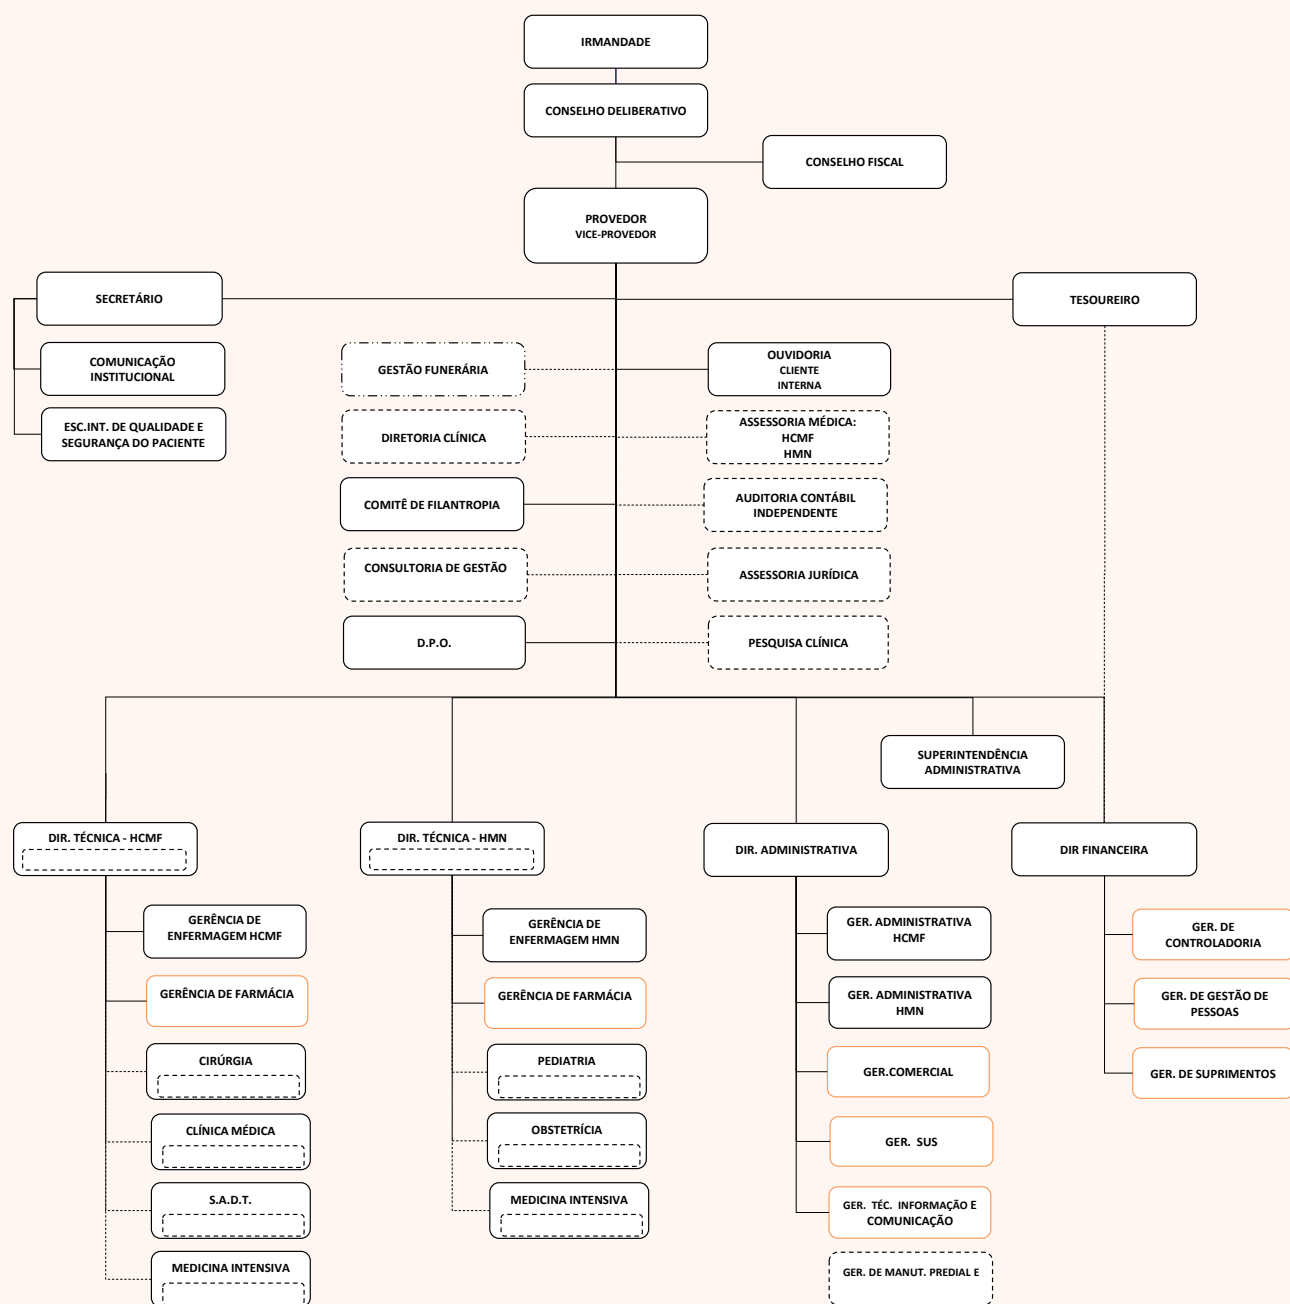 IRMANDADE
CONSELHO DELIBERATIVO
CONSELHO FISCAL
PROVEDOR
VICE-PROVEDOR
SECRETÁRIO
TESOUREIRO
COMUNICAÇÃO
INSTITUCIONAL
ESC.INT. DE QUALIDADE E
SEGURANÇA DO PACIENTE
GESTÃO FUNERÁRIA
OUVIDORIA
CLIENTE
INTERNA
DIRETORIA CLÍNICA
ASSESSORIA MÉDICA:
HCMF
HMN
COMITÊ DE FILANTROPIA
AUDITORIA CONTÁBIL
INDEPENDENTE
CONSULTORIA DE GESTÃO
ASSESSORIA JURÍDICA
D.P.O.
PESQUISA CLÍNICA
SUPERINTENDÊNCIA
ADMINISTRATIVA
DIR. TÉCNICA - HCMF
DIR. TÉCNICA - HMN
DIR. ADMINISTRATIVA
DIR FINANCEIRA
GERÊNCIA DE
ENFERMAGEM HCMF
GERÊNCIA DE FARMÁCIA
CIRÚRGIA
CLÍNICA MÉDICA
S.A.D.T.
MEDICINA INTENSIVA
GERÊNCIA DE
ENFERMAGEM HMN
GERÊNCIA DE FARMÁCIA
PEDIATRIA
OBSTETRÍCIA
MEDICINA INTENSIVA
GER. ADMINISTRATIVA
HCMF
GER. ADMINISTRATIVA
HMN
GER.COMERCIAL
GER. SUS
GER. TÉC. INFORMAÇÃO E
COMUNICAÇÃO
GER. DE MANUT. PREDIAL E
GER. DE
CONTROLADORIA
GER. DE GESTÃO DE
PESSOAS
GER. DE SUPRIMENTOS